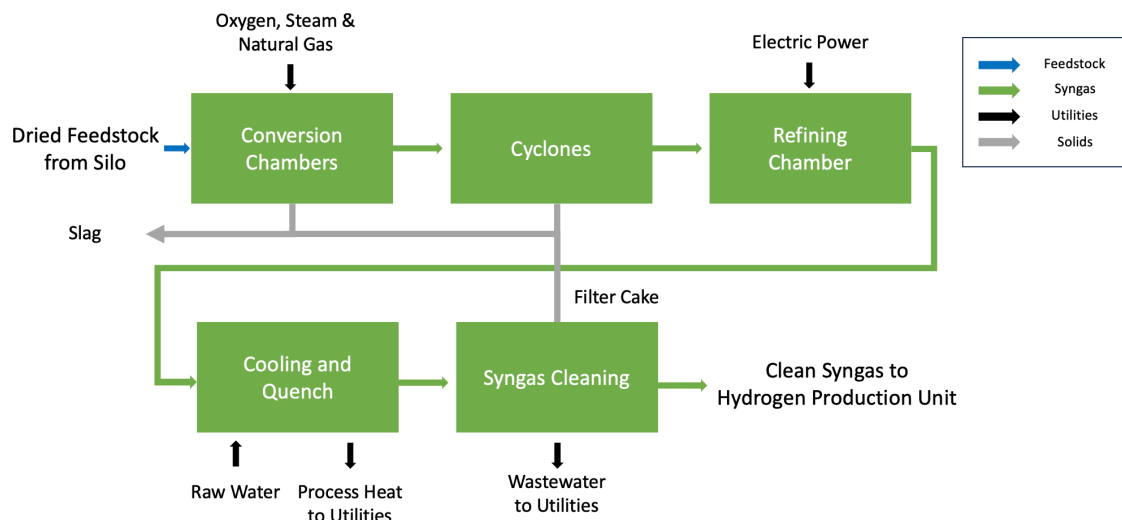 Oxygen, Steam &
Natural Gas
Electric Power
Feedstock
Syngas
Utilities
Solids
Dried Feedstock
from Silo
Conversion
Chambers
Cyclones
Refining
Chamber
Slag
Filter Cake
Cooling and
Quench
Syngas Cleaning
Clean Syngas to
Hydrogen Production Unit
Raw Water
Process Heat
to Utilities
Wastewater
to Utilities